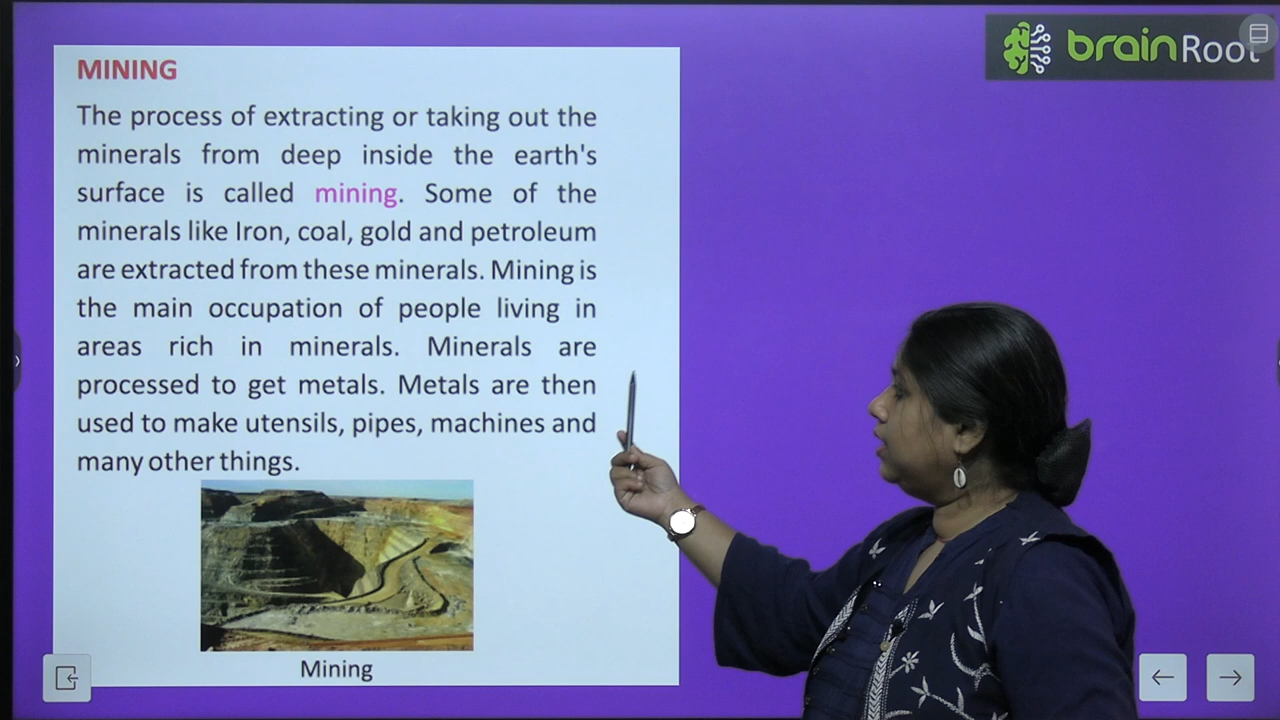 MINING
The process of extracting or taking out the
minerals from deep inside the earth's
surface is called mining. Some of the
minerals like Iron, coal, gold and petroleum
are extracted from these minerals. Mining is
the main occupation of people living in
areas rich in minerals. Minerals are
processed to get metals. Metals are then
used to make utensils, pipes, machines and
many other things.
Mining
brainRoot